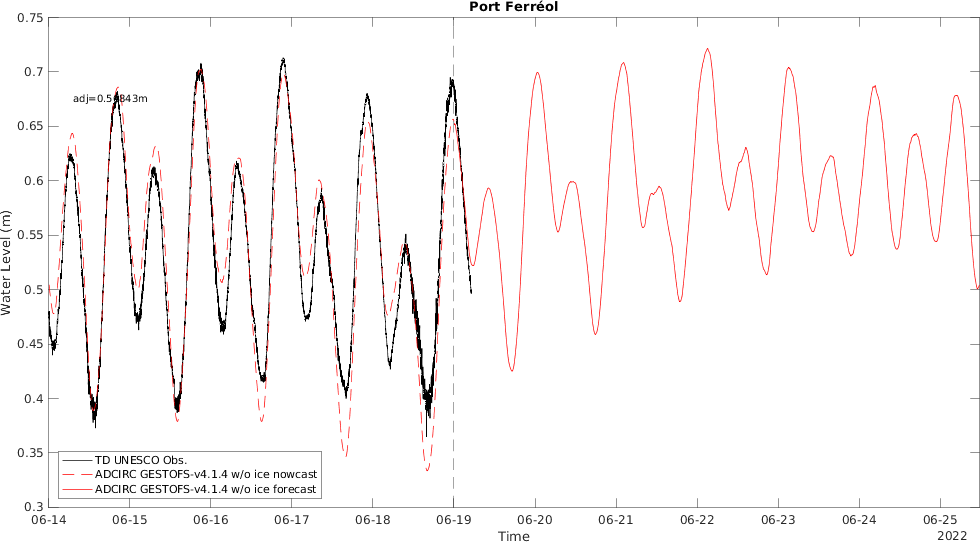 Port Ferréol
0.75
0.7
0.65
0.6
0.55
0.5
0.45
0.4
0.35
0.3
Water Level (m)
TD UNESCO Obs.
ADCIRC GESTOFS-v4.1.4 w/o ice nowcast
ADCIRC GESTOFS-v4.1.4 w/o ice forecast
06-14 06-15 06-16 06-17 06-18 06-19 06-20 06-21 06-22 06-23 06-24 06-25
Time
2022